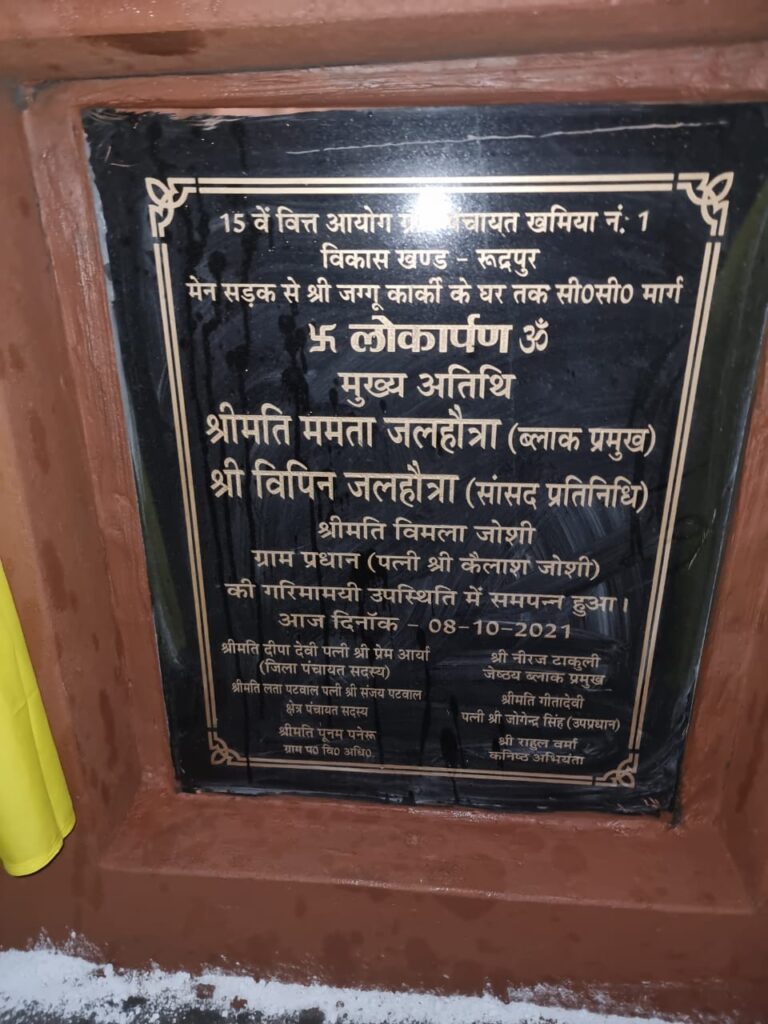 15 वें वित्त आयोग ग्राम पंचायत खमिया नं. 1
विकास खण्ड - रूद्रपुर
मेन सड़क से श्री जग्गू कार्की के घर तक सी0सी0 मार्ग
卐 लोकार्पण ॐ
मुख्य अतिथि
श्रीमति ममता जलहौत्रा (ब्लाक प्रमुख)
श्री विपिन जलहौत्रा (सांसद प्रतिनिधि)
श्रीमति विमला जोशी
ग्राम प्रधान (पत्नी श्री कैलाश जोशी)
की गरिमामयी उपस्थिति में समपन्न हुआ।
आज दिनॉक - 08-10-2021
श्रीमति दीपा देवी पत्नी श्री प्रेम आर्या
(जिला पंचायत सदस्य)
श्रीमति लता पटवाल पत्नी श्री संजय पटवाल
क्षेत्र पंचायत सदस्य
श्रीमति पूनम पनेरू
ग्राम प0 वि0 अधि0
श्री नीरज टाकुली
जेष्ठय ब्लाक प्रमुख
श्रीमति गीतादेवी
पत्नी श्री जोगेन्द्र सिंह (उपप्रधान)
श्री राहुल वर्मा
कनिष्ठ अभियंता